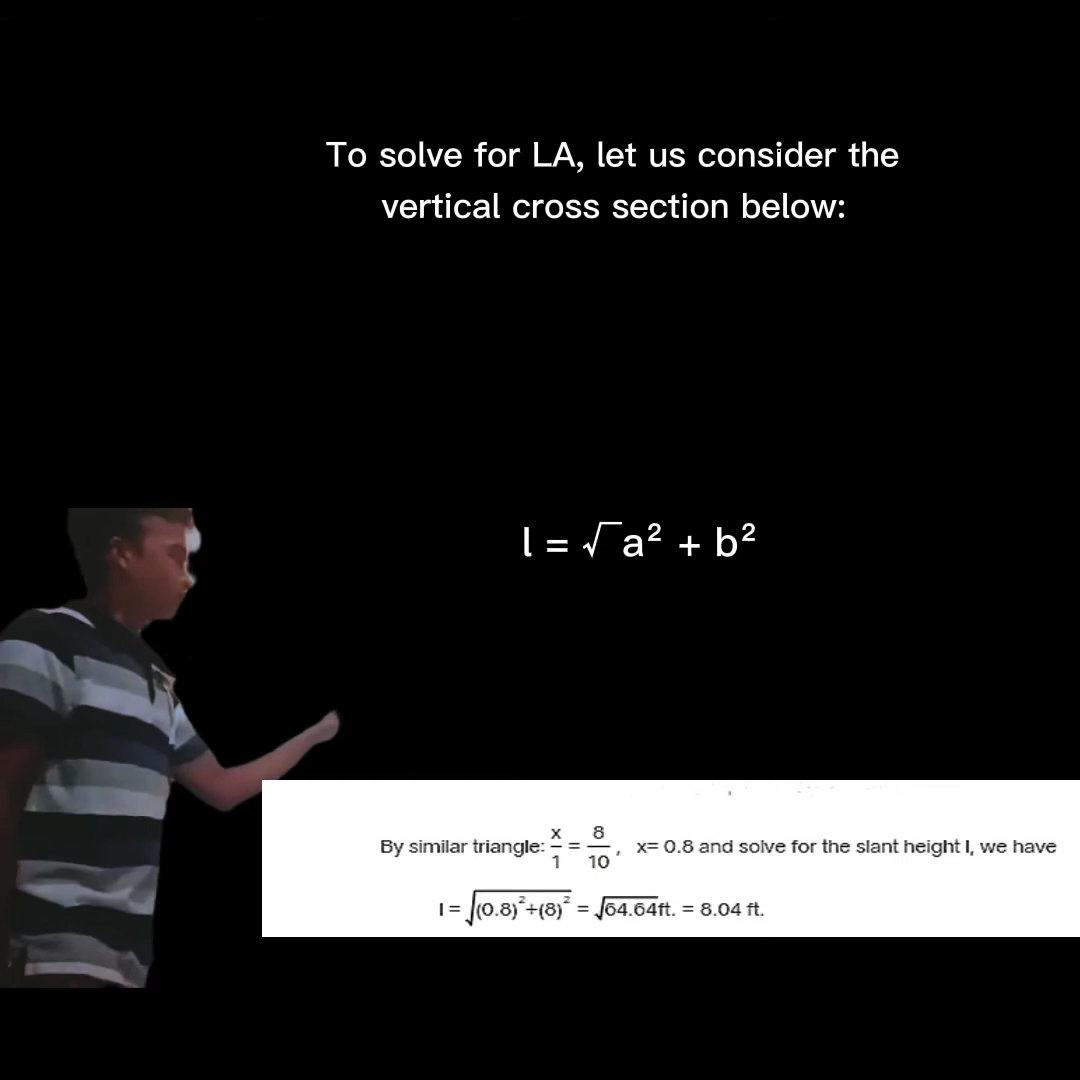 To solve for LA, let us consider the
vertical cross section below:
l = √‾a² + b²
By similar triangle: x/1 = 8/10 , x= 0.8 and solve for the slant height l, we have
l = √(0.8)²+(8)² = √64.64ft. = 8.04 ft.